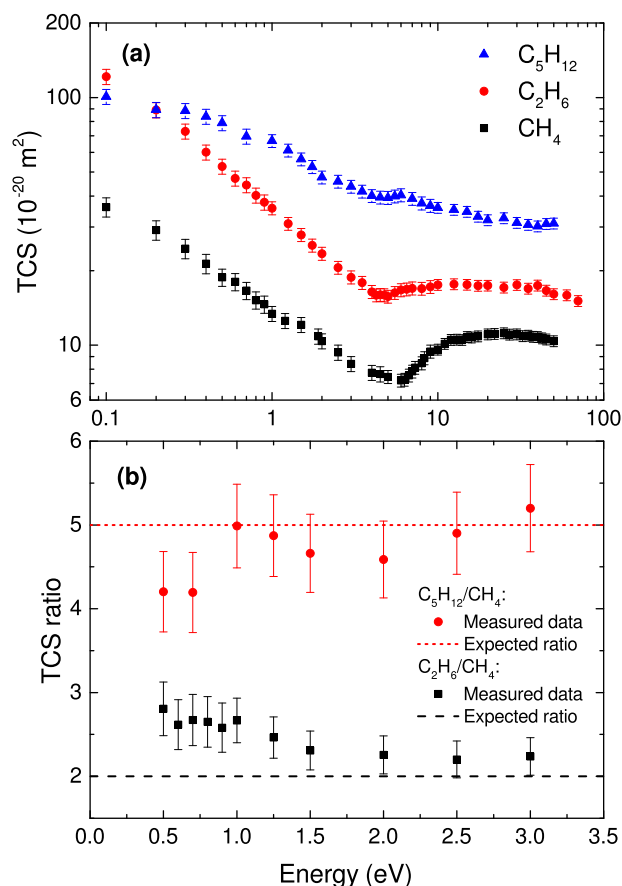 (a)
C₅H₁₂
C₂H₆
CH₄
TCS (10⁻²⁰ m²)
200
100
10
6
0.1
1
10
100
(b)
TCS ratio
6
5
4
3
2
C₅H₁₂/CH₄:
Measured data
Expected ratio
C₂H₆/CH₄:
Measured data
Expected ratio
0.0 0.5 1.0 1.5 2.0 2.5 3.0 3.5
Energy (eV)